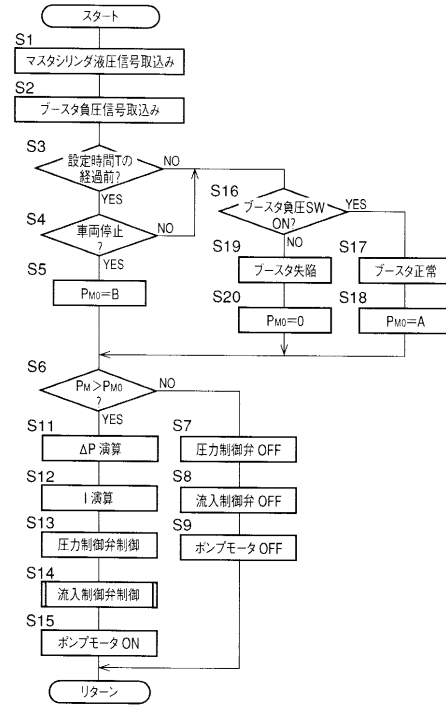 スタート
S1
マスタシリンダ液圧信号取込み
S2
ブースタ負圧信号取込み
S3
設定時間Tの
経過前?
NO
YES
S4
車両停止
?
NO
YES
S5
PM0=B
S16
ブースタ負圧SW
ON?
YES
NO
S19
ブースタ失陥
S17
ブースタ正常
S20
PM0=0
S18
PM0=A
S6
PM>PM0
?
NO
YES
S11
ΔP 演算
S12
I 演算
S13
圧力制御弁制御
S14
流入制御弁制御
S15
ポンプモータ ON
S7
圧力制御弁 OFF
S8
流入制御弁 OFF
S9
ポンプモータ OFF
リターン